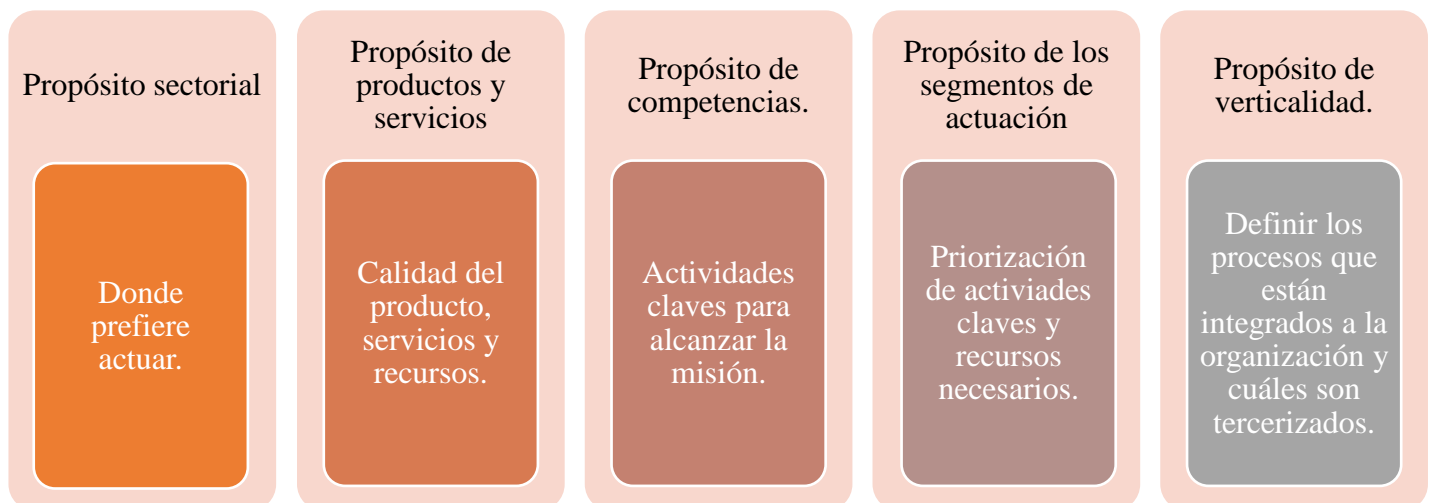 Propósito sectorial
Donde
prefiere
actuar.
Propósito de
productos y
servicios
Calidad del
producto,
servicios y
recursos.
Propósito de
competencias.
Actividades
claves para
alcanzar la
misión.
Propósito de los
segmentos de
actuación
Priorización
de activiades
claves y
recursos
necesarios.
Propósito de
verticalidad.
Definir los
procesos que
están
integrados a la
organización y
cuáles son
tercerizados.